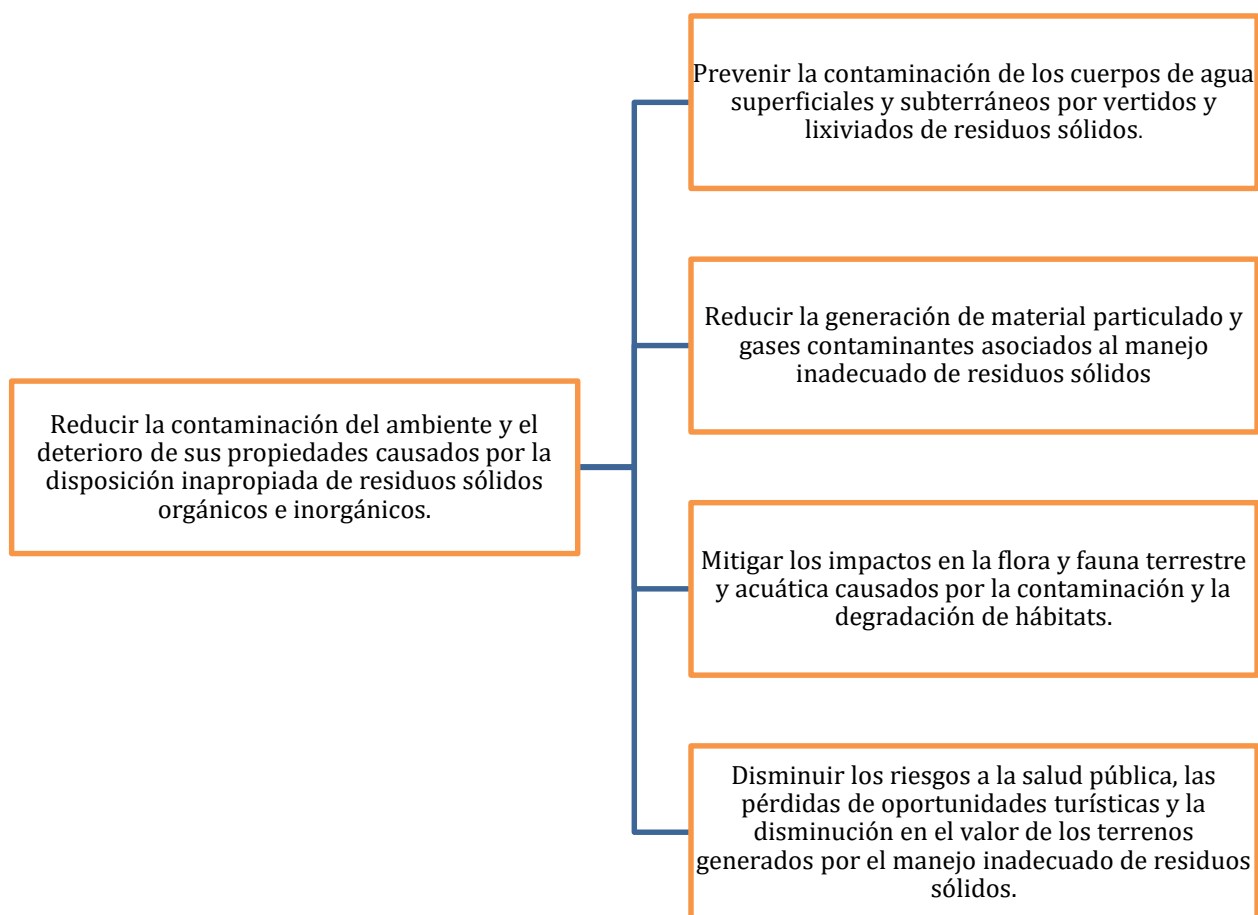 Prevenir la contaminación de los cuerpos de agua
superficiales y subterráneos por vertidos y
lixiviados de residuos sólidos.
Reducir la generación de material particulado y
gases contaminantes asociados al manejo
inadecuado de residuos sólidos
Reducir la contaminación del ambiente y el
deterioro de sus propiedades causados por la
disposición inapropiada de residuos sólidos
orgánicos e inorgánicos.
Mitigar los impactos en la flora y fauna terrestre
y acuática causados por la contaminación y la
degradación de hábitats.
Disminuir los riesgos a la salud pública, las
pérdidas de oportunidades turísticas y la
disminución en el valor de los terrenos
generados por el manejo inadecuado de residuos
sólidos.